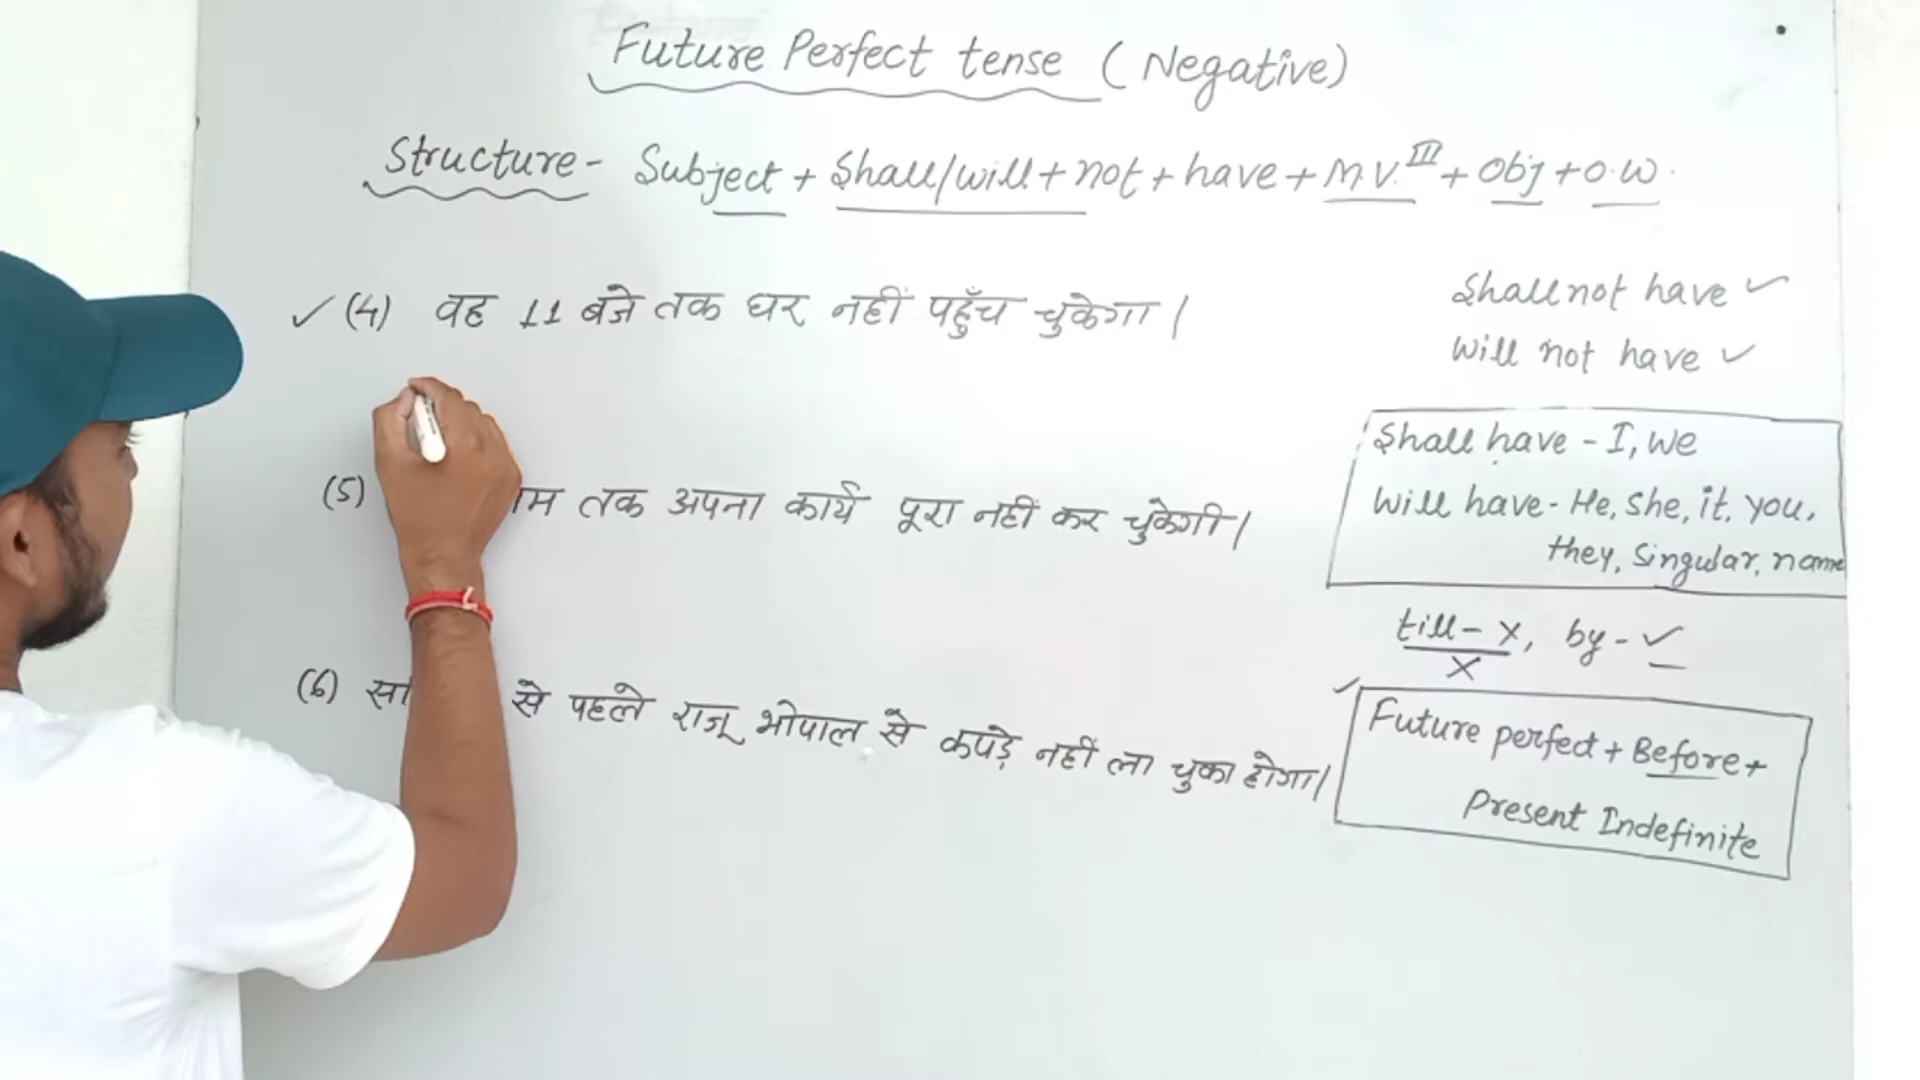 Future Perfect tense (Negative)
Structure- Subject + Shall/will + not + have + M.V.III + Obj + O.W.
(4) वह 11 बजे तक घर नहीं पहुँच चुकेगा।
(5) तक अपना कार्य पूरा नहीं कर चुकेगी।
(6) से पहले राजू भोपाल से कपड़े नहीं ला चुका होगा।
Shall not have ✓
Will not have ✓
Shall have - I, We
Will have - He, She, it, you,
they, Singular, name
till - X, by - ✓
X
Future perfect + Before +
Present Indefinite